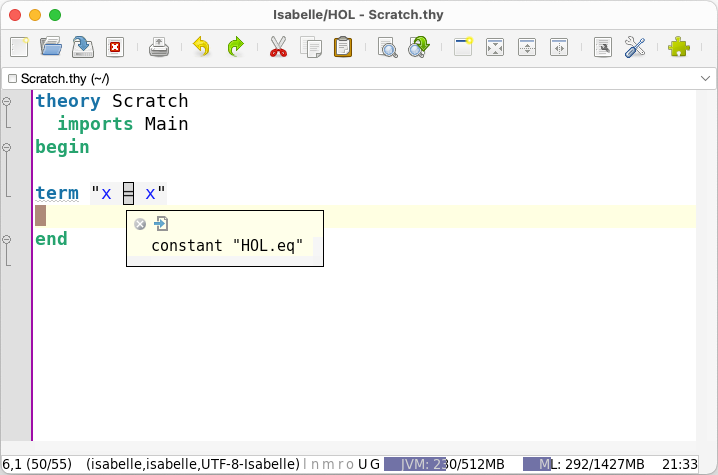 Isabelle/HOL - Scratch.thy
Scratch.thy (~/)
theory Scratch
imports Main
begin
term "x = x"
constant "HOL.eq"
end
6,1 (50/55) (isabelle,isabelle,UTF-8-Isabelle) l n m r o U G JVM: 230/512MB ML: 292/1427MB 21:33